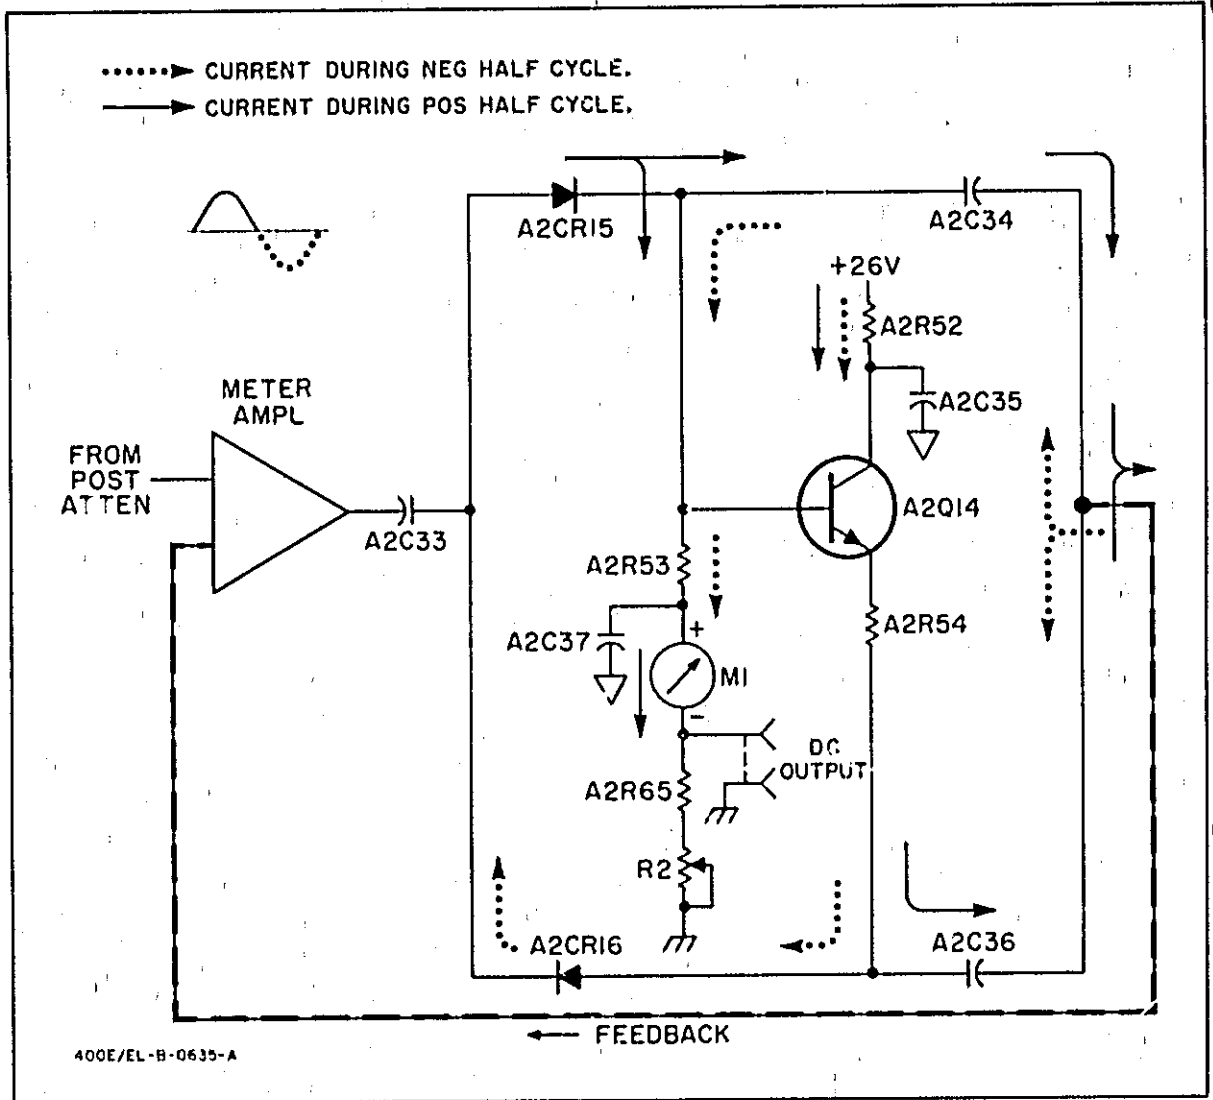 CURRENT DURING NEG HALF CYCLE.
CURRENT DURING POS HALF CYCLE.
A2CR15
A2C34
+26V
A2R52
METER
AMPL
A2C35
FROM
POST
ATTEN
A2C33
A2Q14
A2R53
A2R54
A2C37
+
M1
-
DC
OUTPUT
A2R65
R2
A2CR16
A2C36
FEEDBACK
400E/EL-B-0635-A